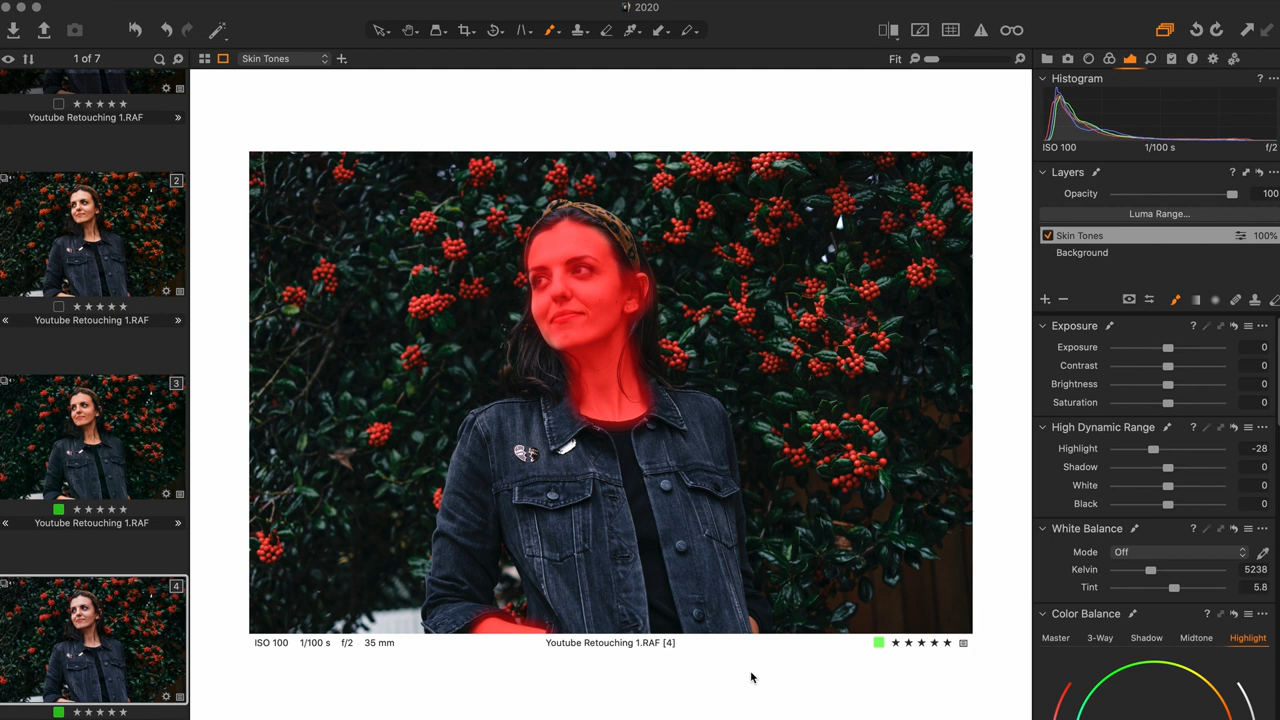 2020
1 of 7
Skin Tones
Fit
Youtube Retouching 1.RAF
2
Youtube Retouching 1.RAF
3
Youtube Retouching 1.RAF
4
ISO 100 1/100 s f/2 35 mm
Youtube Retouching 1.RAF [4]
Histogram
ISO 100 1/100 s f/2
Layers
Opacity 100
Luma Range...
Skin Tones 100%
Background
Exposure
Exposure 0
Contrast 0
Brightness 0
Saturation 0
High Dynamic Range
Highlight -28
Shadow 0
White 0
Black 0
White Balance
Mode Off
Kelvin 5238
Tint 5.8
Color Balance
Master 3-Way Shadow Midtone Highlight